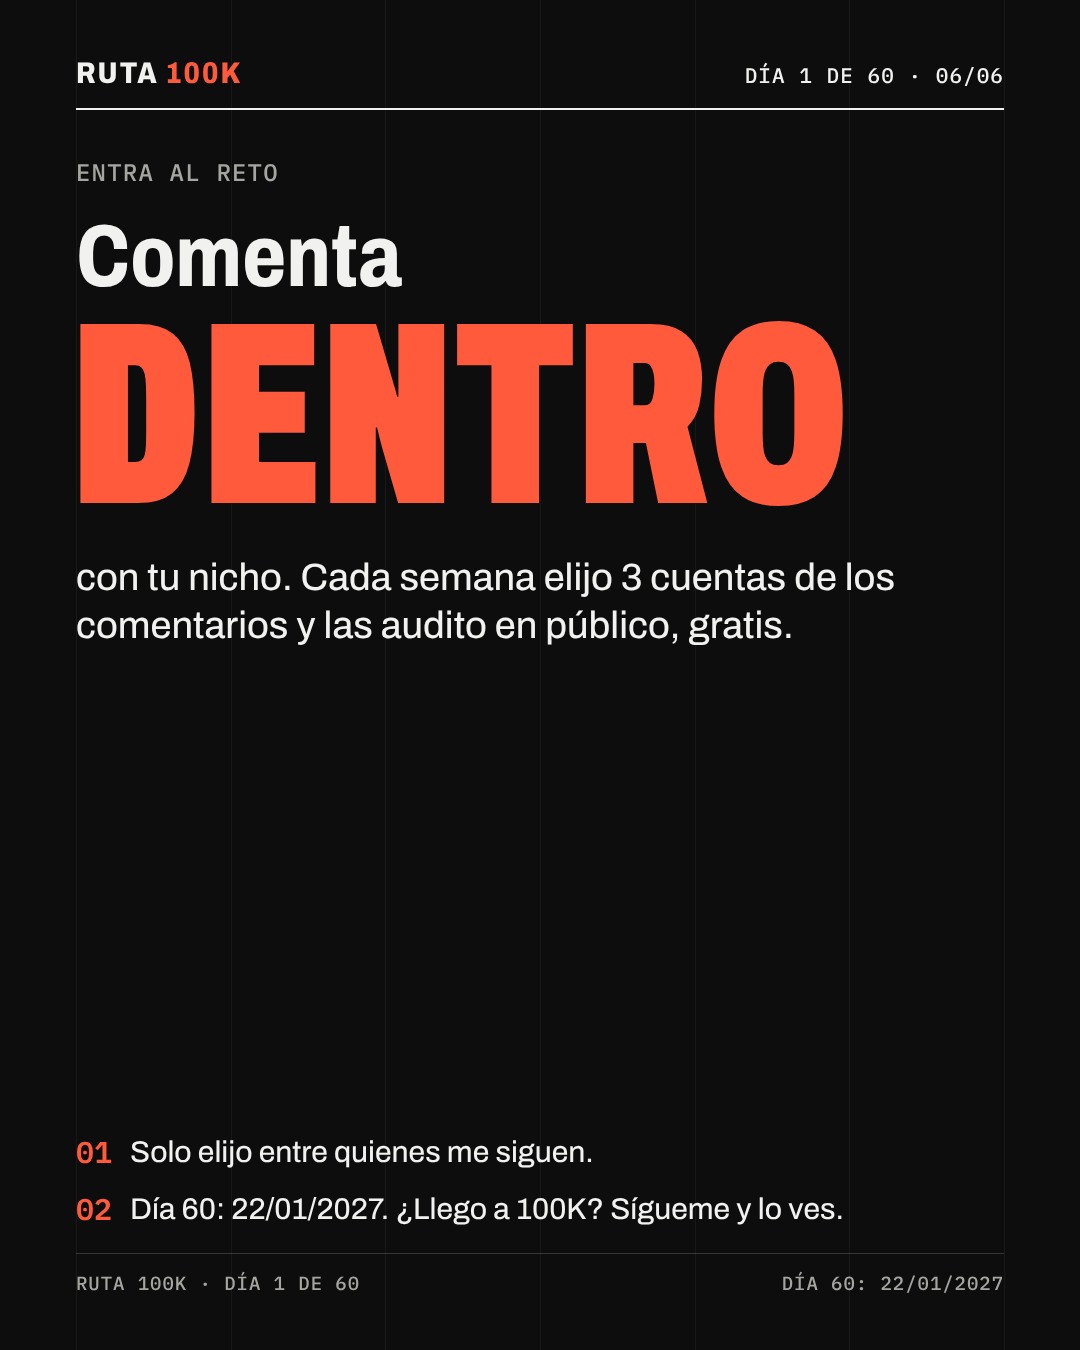 RUTA 100K
DÍA 1 DE 60 · 06/06
ENTRA AL RETO
Comenta
DENTRO
con tu nicho. Cada semana elijo 3 cuentas de los
comentarios y las audito en público, gratis.
01 Solo elijo entre quienes me siguen.
02 Día 60: 22/01/2027. ¿Llego a 100K? Sígueme y lo ves.
RUTA 100K · DÍA 1 DE 60
DÍA 60: 22/01/2027